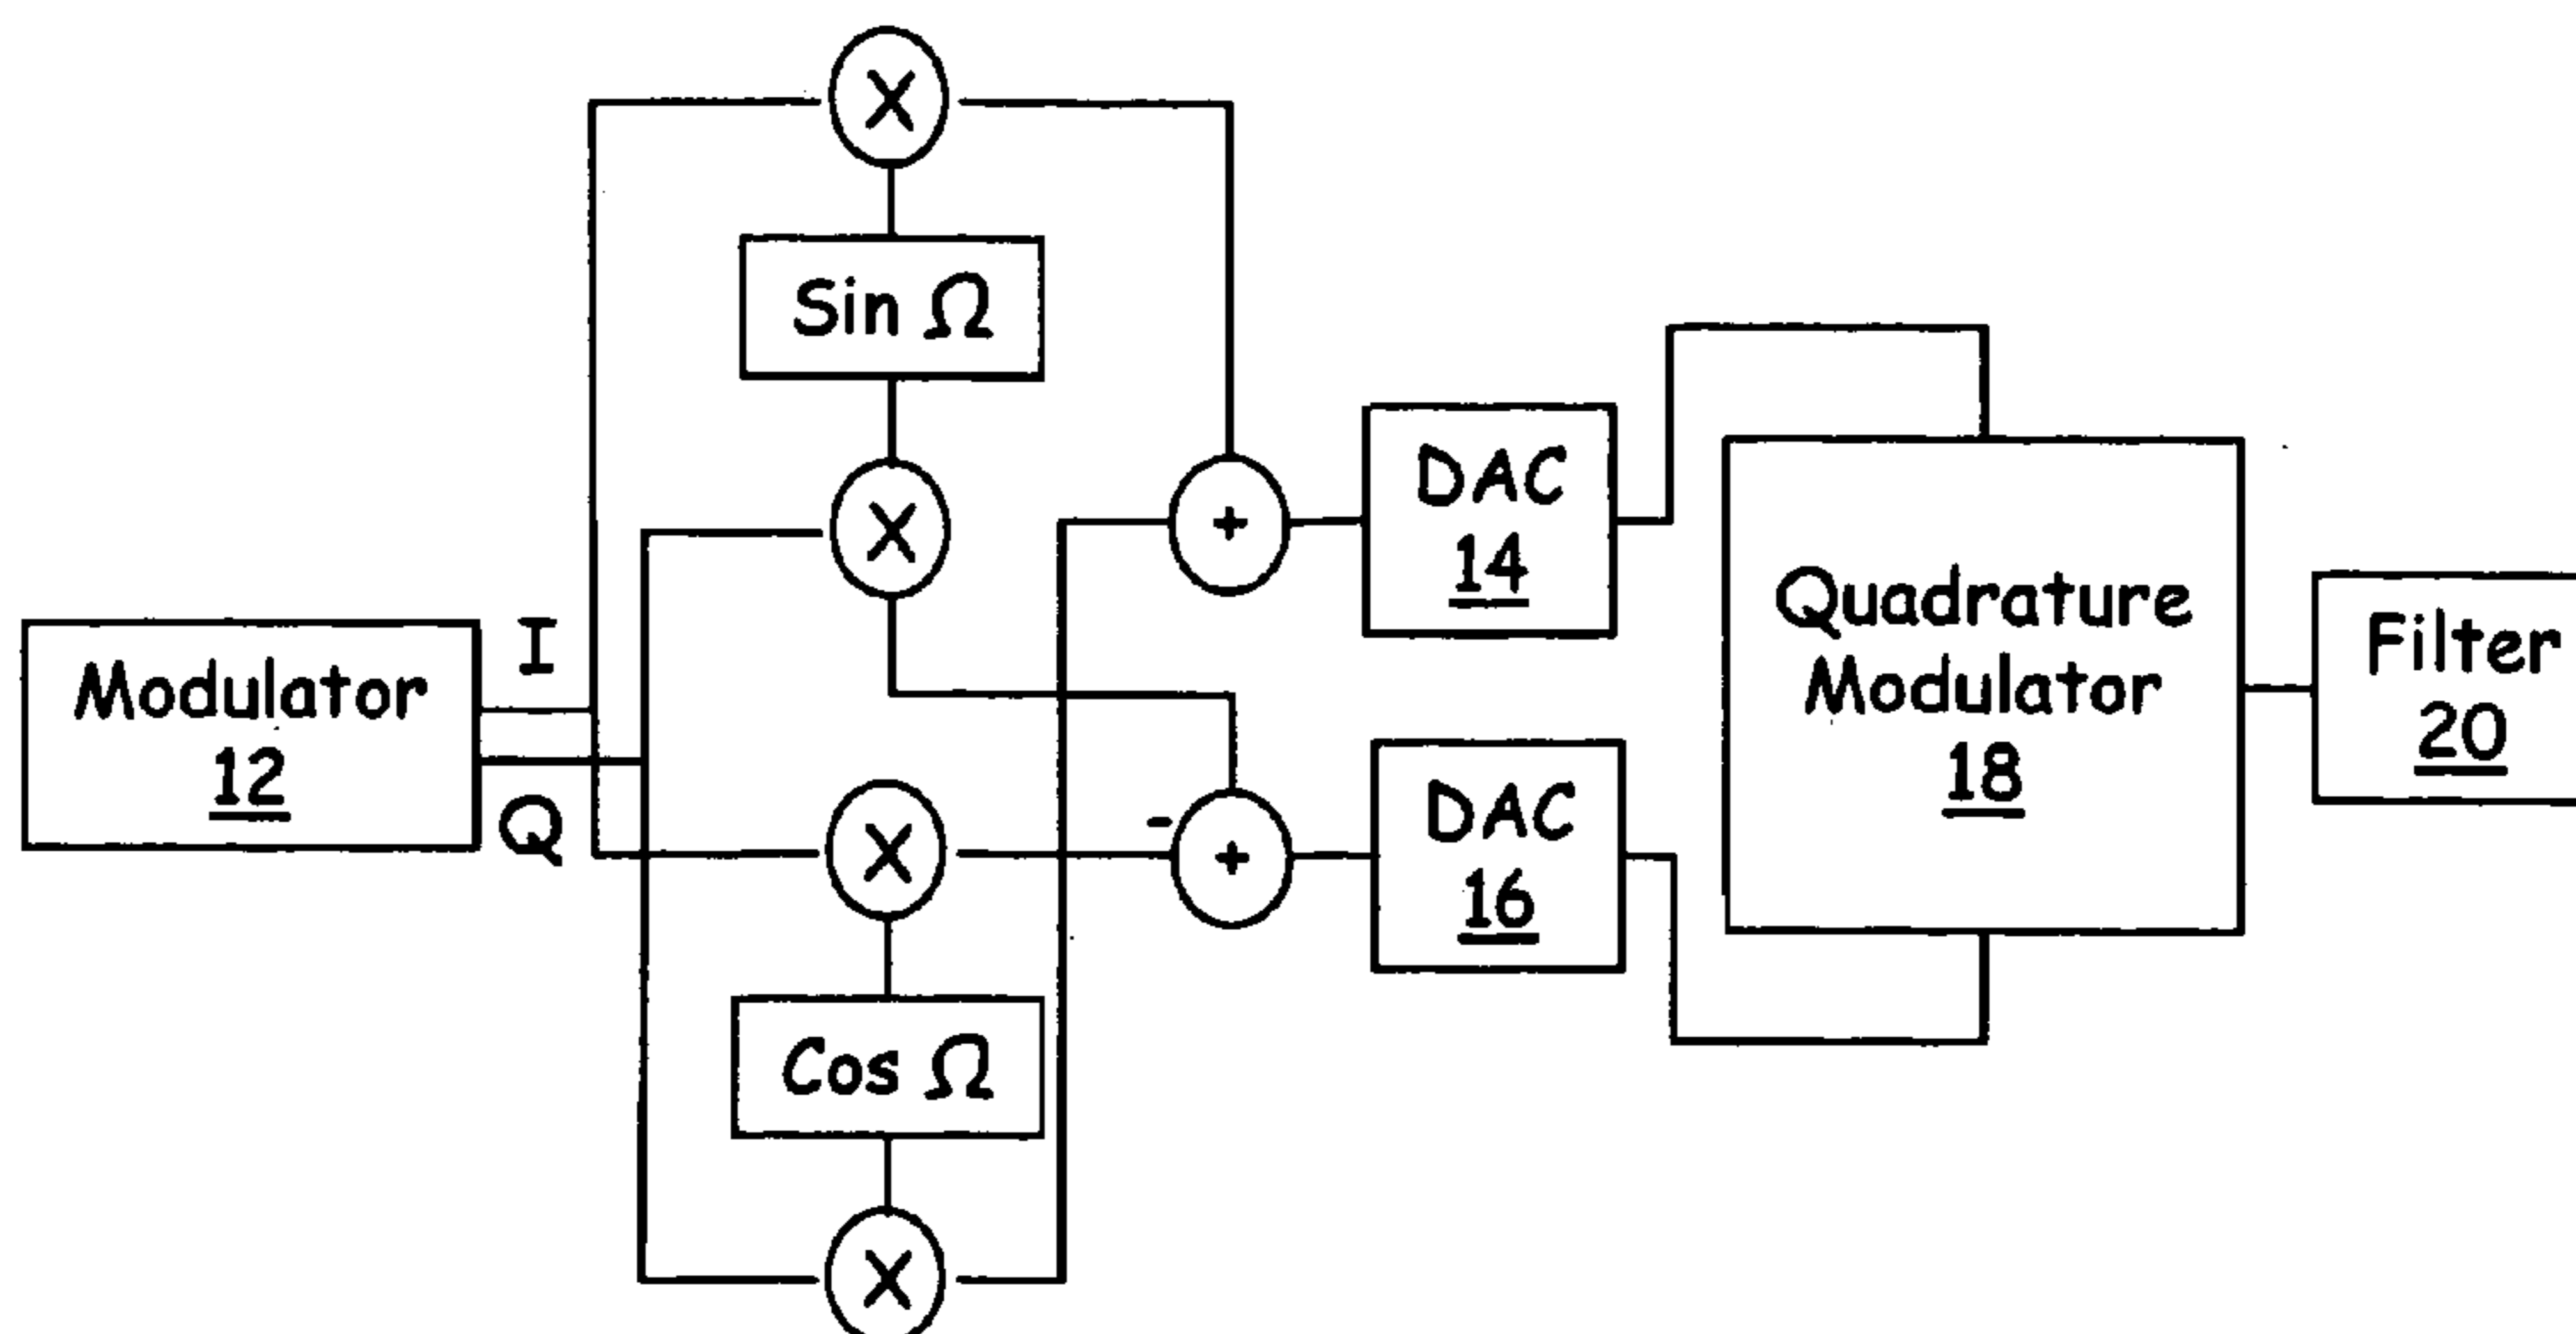 X
Sin Ω
X
I
Modulator
12
Q
X
Cos Ω
X
+
-
+
DAC
14
DAC
16
Quadrature
Modulator
18
Filter
20